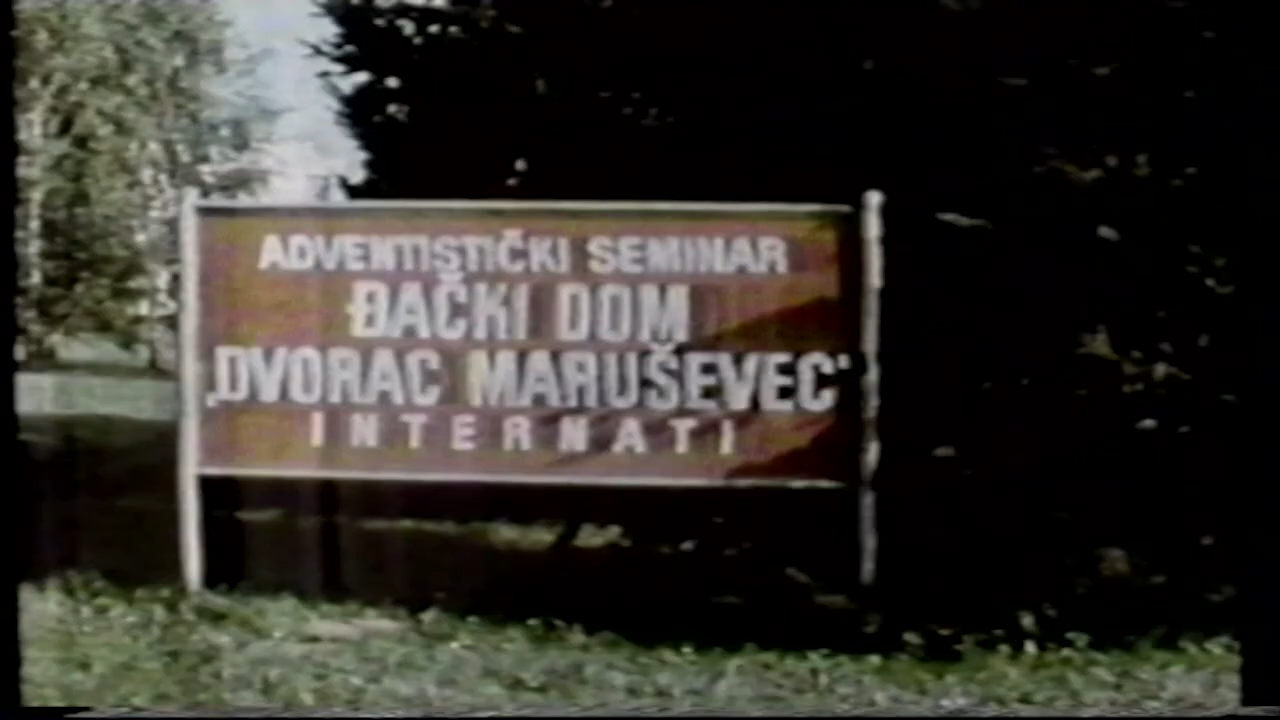 ADVENTISTIČKI SEMINAR
ĐAČKI DOM
„DVORAC MARUŠEVEC‟
INTERNATI